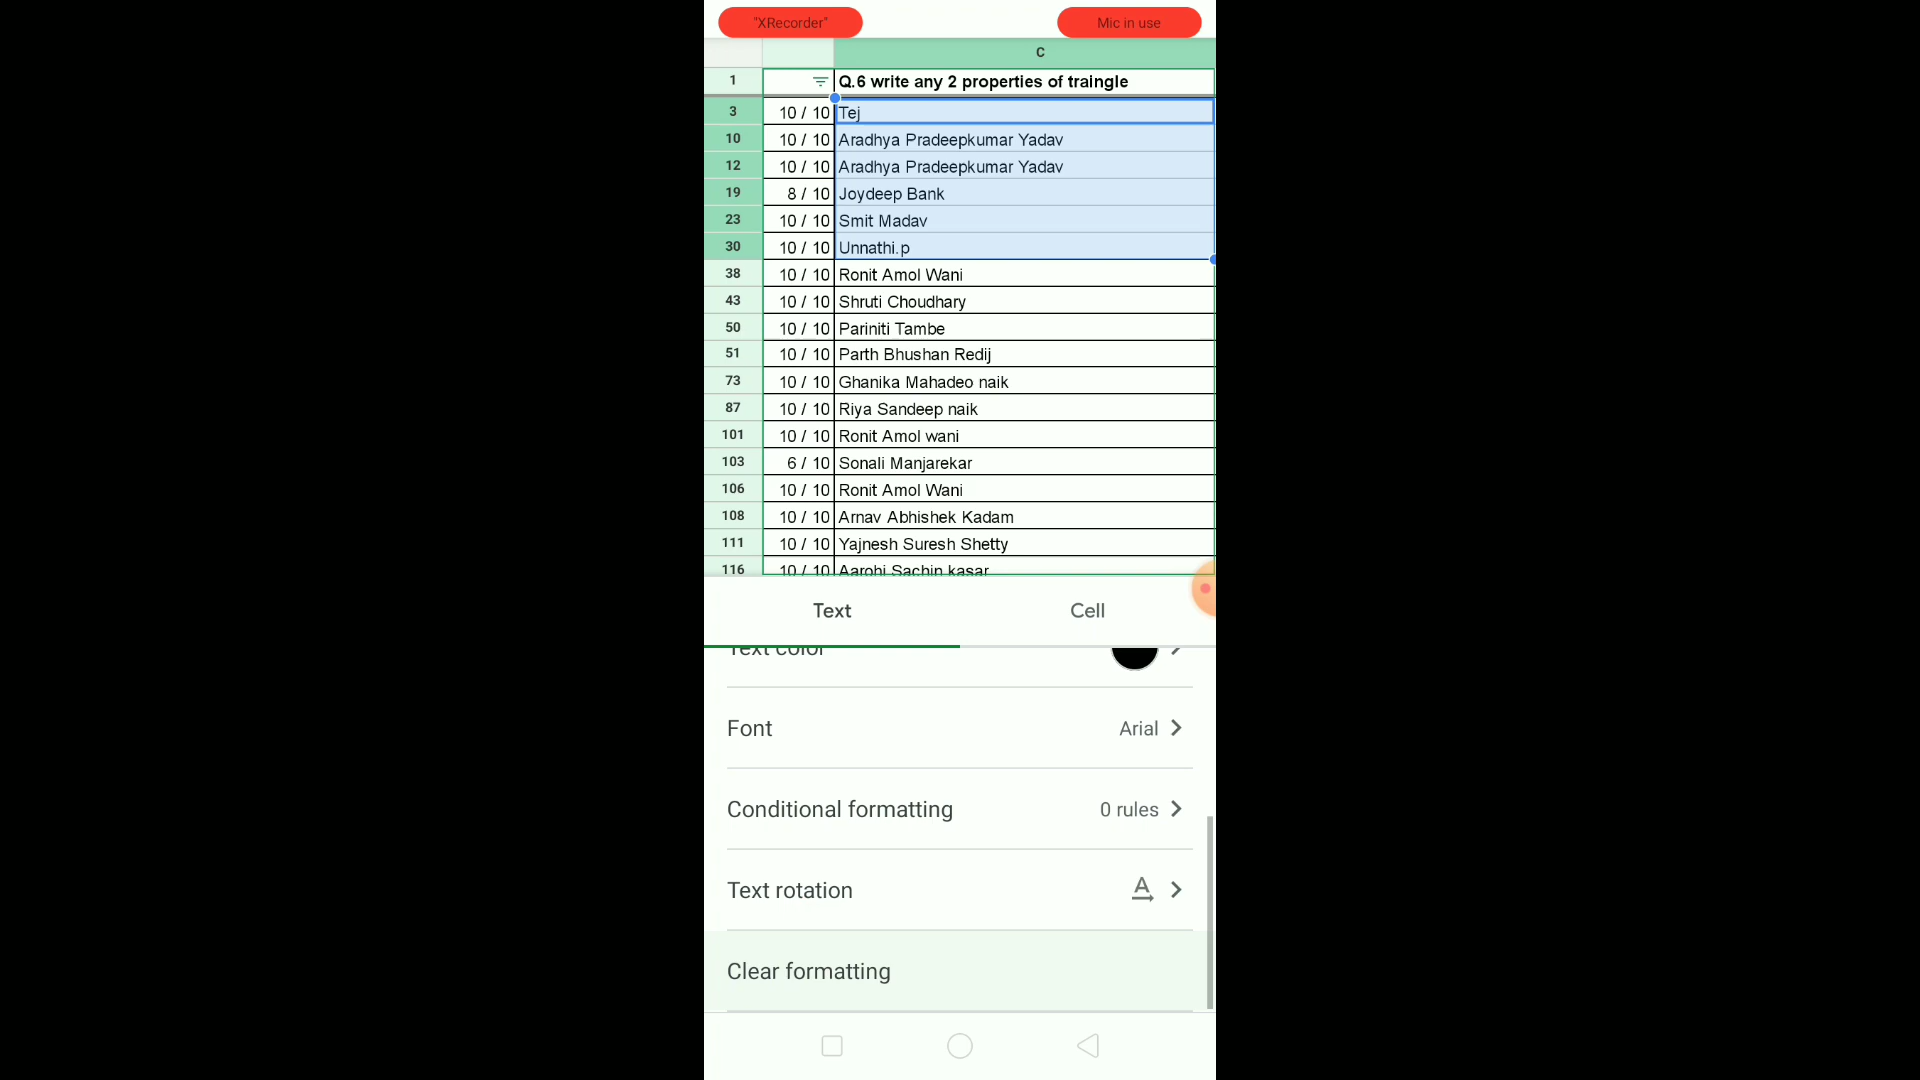 "XRecorder" Mic in use
C
1 Q.6 write any 2 properties of traingle
3 10 / 10 Tej
10 10 / 10 Aradhya Pradeepkumar Yadav
12 10 / 10 Aradhya Pradeepkumar Yadav
19 8 / 10 Joydeep Bank
23 10 / 10 Smit Madav
30 10 / 10 Unnathi.p
38 10 / 10 Ronit Amol Wani
43 10 / 10 Shruti Choudhary
50 10 / 10 Pariniti Tambe
51 10 / 10 Parth Bhushan Redij
73 10 / 10 Ghanika Mahadeo naik
87 10 / 10 Riya Sandeep naik
101 10 / 10 Ronit Amol wani
103 6 / 10 Sonali Manjarekar
106 10 / 10 Ronit Amol Wani
108 10 / 10 Arnav Abhishek Kadam
111 10 / 10 Yajnesh Suresh Shetty
116 10 / 10 Aarohi Sachin kasar
Text Cell
Text color
Font Arial
Conditional formatting 0 rules
Text rotation A
Clear formatting